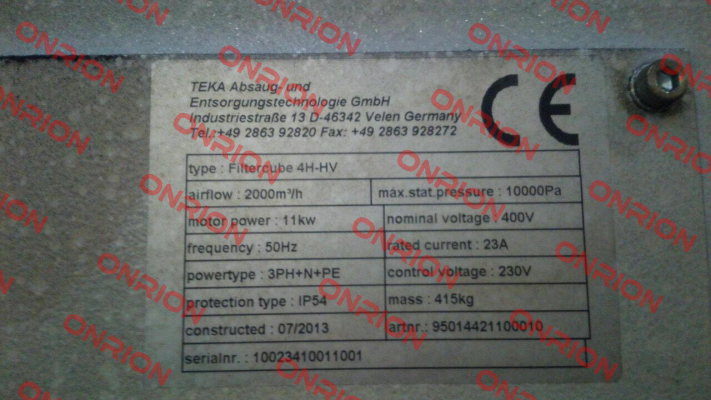 TEKA Absaug- und
Entsorgungstechnologie GmbH
Industriestraße 13 D-46342 Velen Germany
Tel.:+49 2863 92820 Fax: +49 2863 928272
CE
type : Filtercube 4H-HV
airflow : 2000m³/h max.stat.pressure : 10000Pa
motor power : 11kw nominal voltage : 400V
frequency : 50Hz rated current : 23A
powertype : 3PH+N+PE control voltage : 230V
protection type : IP54 mass : 415kg
constructed : 07/2013 artnr.: 95014421100010
serialnr. : 10023410011001
ONRION